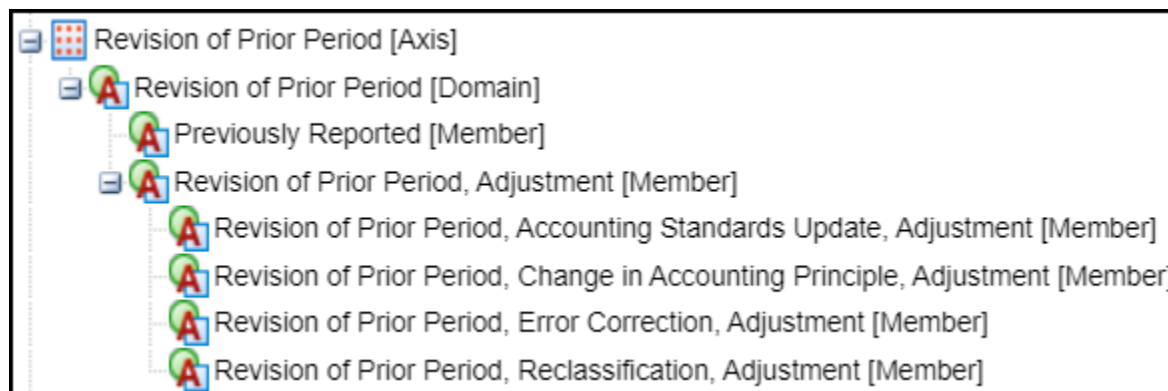 Revision of Prior Period [Axis]
Revision of Prior Period [Domain]
Previously Reported [Member]
Revision of Prior Period, Adjustment [Member]
Revision of Prior Period, Accounting Standards Update, Adjustment [Member]
Revision of Prior Period, Change in Accounting Principle, Adjustment [Member]
Revision of Prior Period, Error Correction, Adjustment [Member]
Revision of Prior Period, Reclassification, Adjustment [Member]